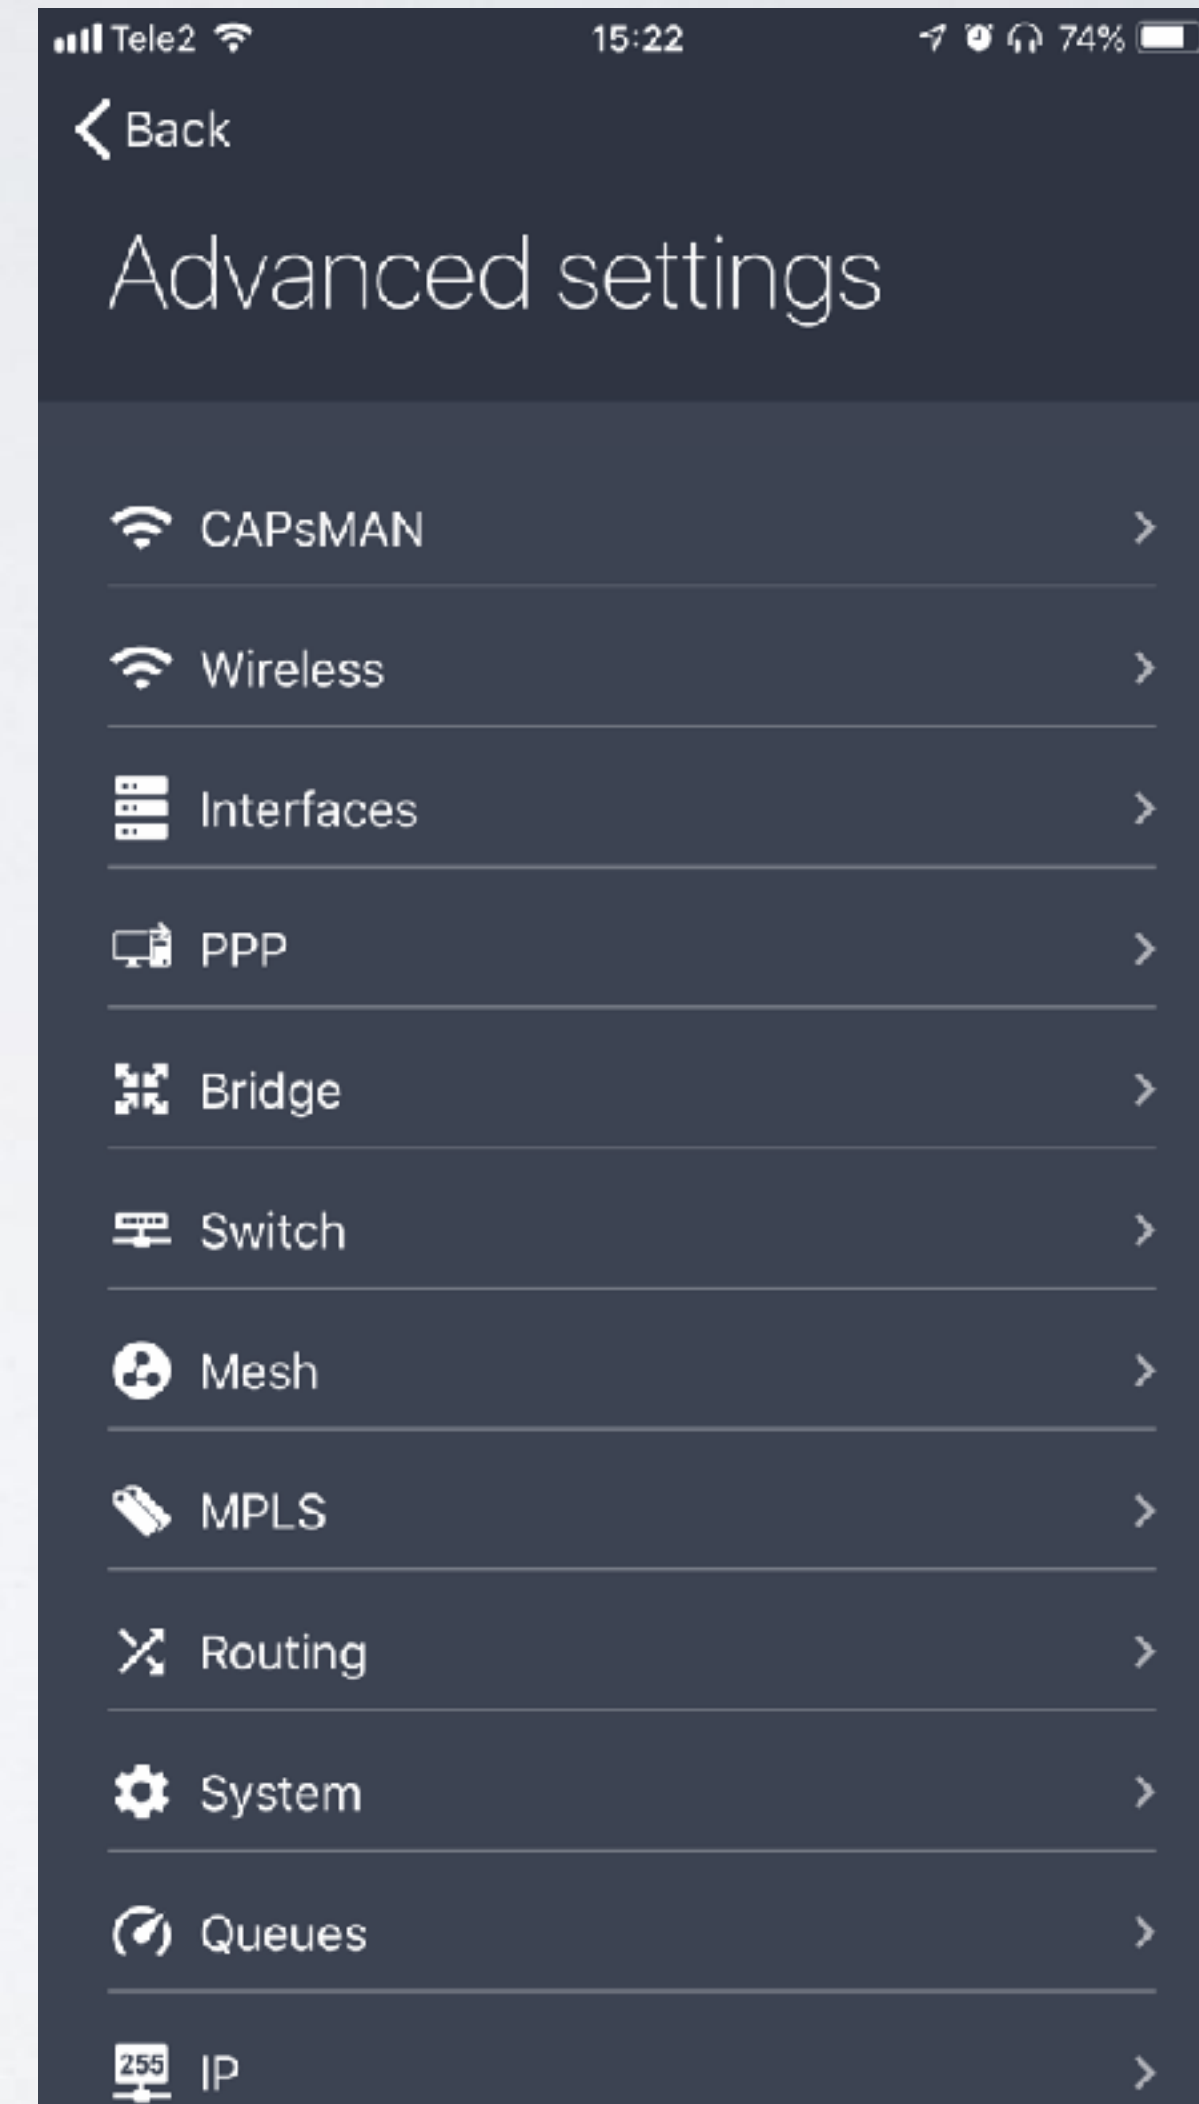 Tele2 15:22 74%
Back
Advanced settings
CAPsMAN
Wireless
Interfaces
PPP
Bridge
Switch
Mesh
MPLS
Routing
System
Queues
255 IP